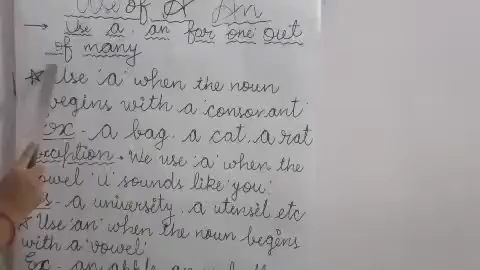 Use of A An
→ Use a . an for one out
of many
☆ Use 'a' when the noun
begins with a 'consonant'
Ex - a bag . a cat . a rat
Exception . We use 'a' when the
vowel 'U' sounds like 'you'.
a university . a utensil etc
☆ Use 'an' when the noun begins
with a 'vowel'
Ex - an apple